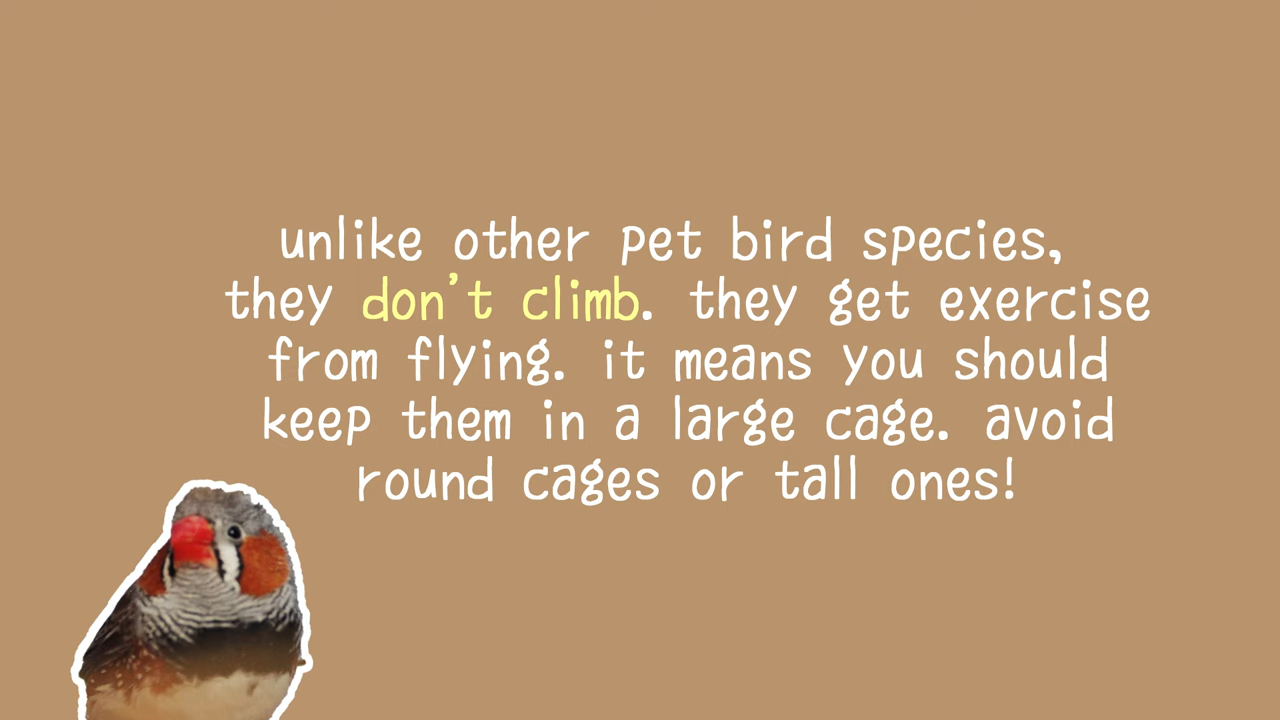 unlike other pet bird species,
they don't climb. they get exercise
from flying. it means you should
keep them in a large cage. avoid
round cages or tall ones!